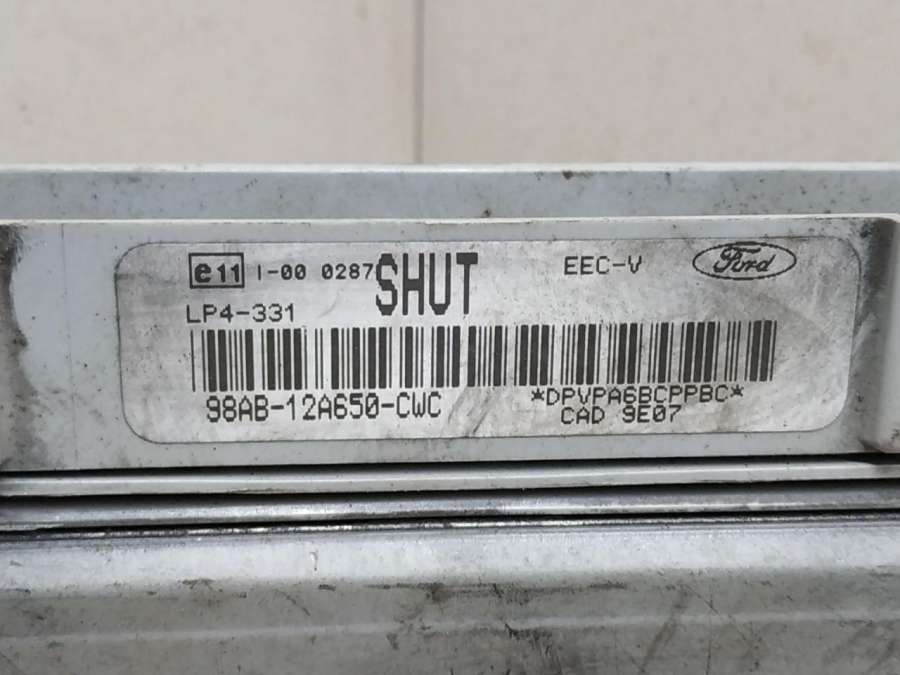 e11 I-00 0287 SHUT EEC-V Ford
LP4-331
98AB-12A650-CWC *DPVPA6BCPPBC*
CAD 9E07